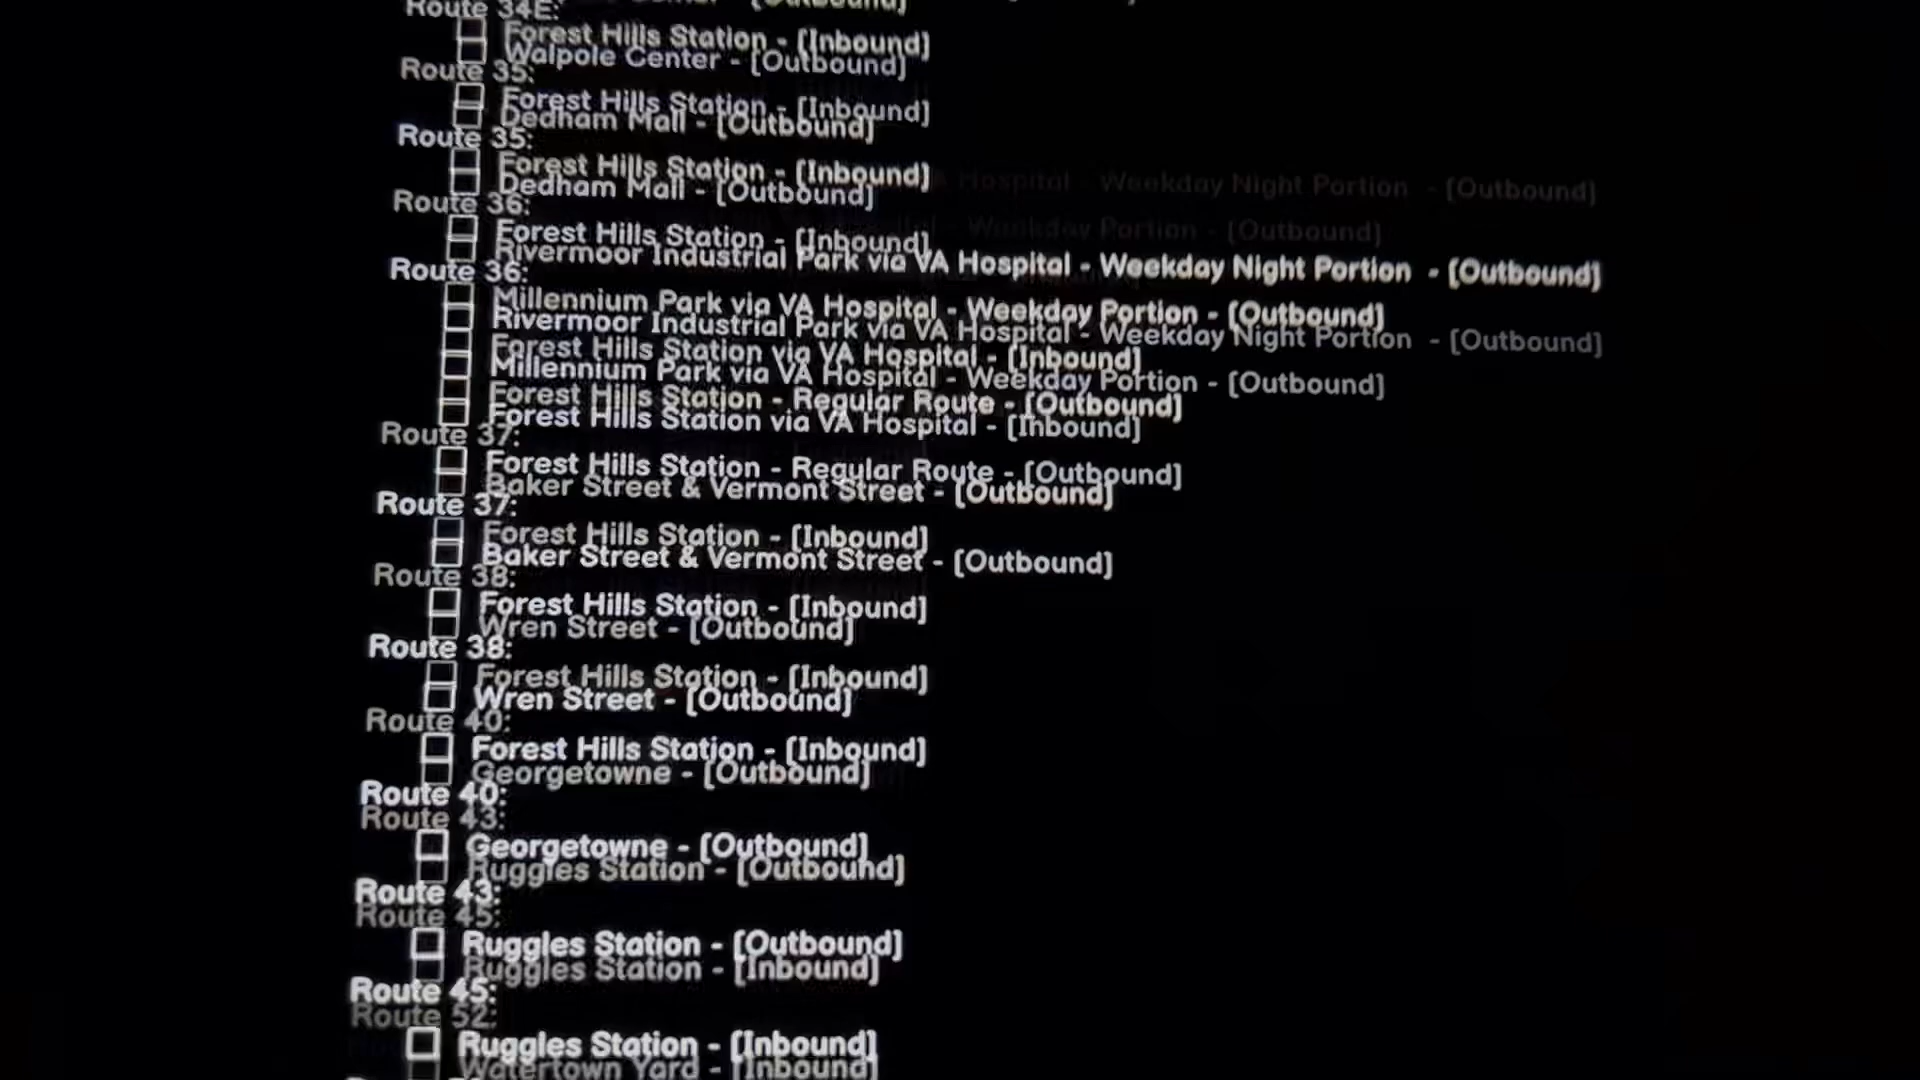 Route 34E:
Forest Hills Station - [Inbound]
Walpole Center - [Outbound]
Route 35:
Forest Hills Station - [Inbound]
Dedham Mall - [Outbound]
Route 35:
Forest Hills Station - [Inbound]
Dedham Mall - [Outbound]
Hospital - Weekday Night Portion - [Outbound]
Route 36:
Weekday Portion - [Outbound]
Forest Hills Station - [Inbound]
Rivermoor Industrial Park via VA Hospital - Weekday Night Portion - [Outbound]
Route 36:
Millennium Park via VA Hospital - Weekday Portion - [Outbound]
Rivermoor Industrial Park via VA Hospital - Weekday Night Portion - [Outbound]
Forest Hills Station via VA Hospital - [Inbound]
Millennium Park via VA Hospital - Weekday Portion - [Outbound]
Forest Hills Station - Regular Route - [Outbound]
Forest Hills Station via VA Hospital - [Inbound]
Route 37:
Forest Hills Station - Regular Route - [Outbound]
Baker Street & Vermont Street - [Outbound]
Route 37:
Forest Hills Station - [Inbound]
Baker Street & Vermont Street - [Outbound]
Route 38:
Forest Hills Station - [Inbound]
Wren Street - [Outbound]
Route 38:
Forest Hills Station - [Inbound]
Wren Street - [Outbound]
Route 40:
Forest Hills Station - [Inbound]
Georgetowne - [Outbound]
Route 40:
Route 43:
Georgetowne - [Outbound]
Ruggles Station - [Outbound]
Route 43:
Route 45:
Ruggles Station - [Outbound]
Ruggles Station - [Inbound]
Route 45:
Route 52:
Ruggles Station - [Inbound]
Watertown Yard - [Inbound]